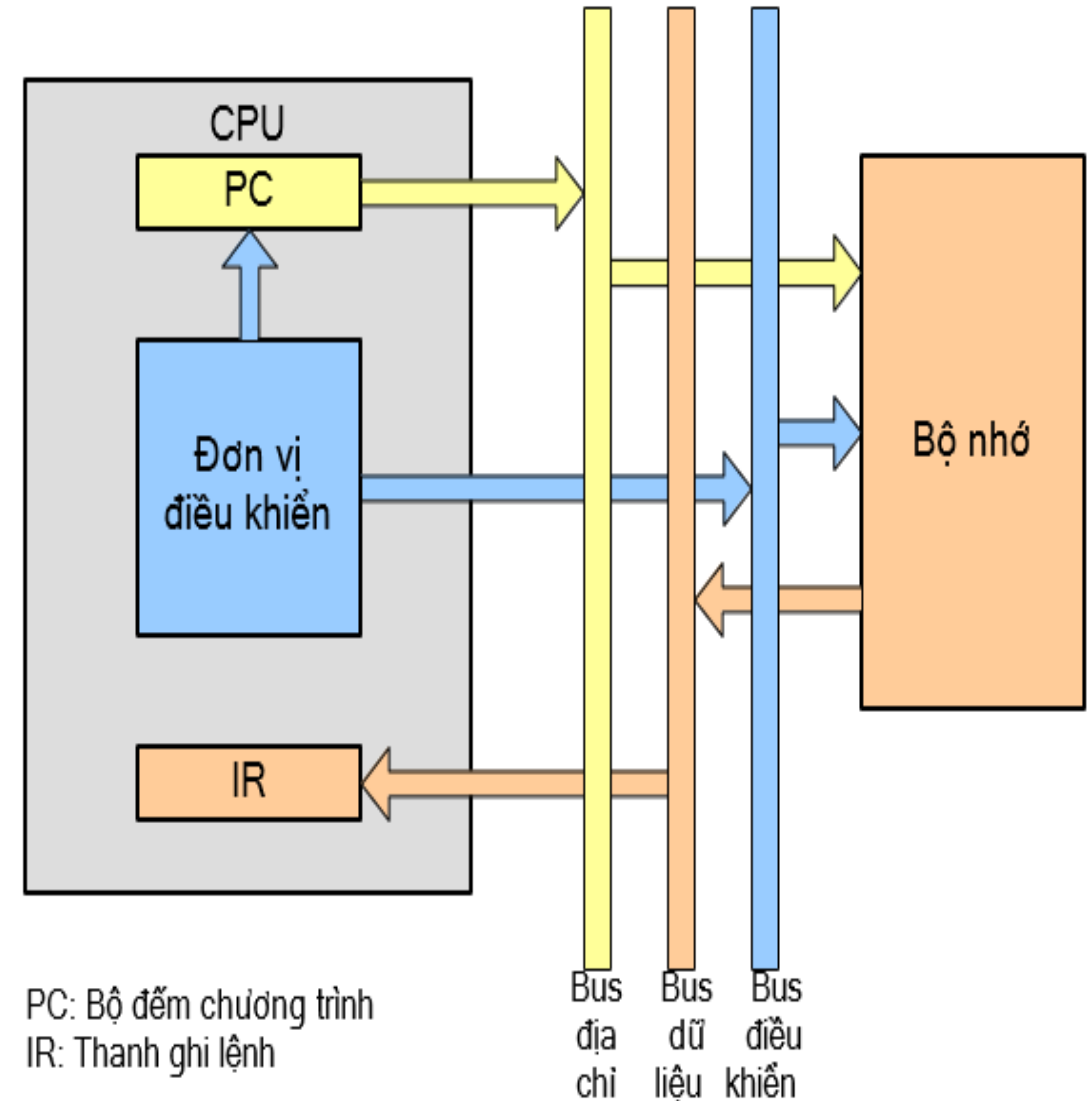 CPU
PC
Đơn vị
điều khiển
IR
Bộ nhớ
Bus
địa
chỉ
Bus
dữ
liệu
Bus
điều
khiển
PC: Bộ đếm chương trình
IR: Thanh ghi lệnh